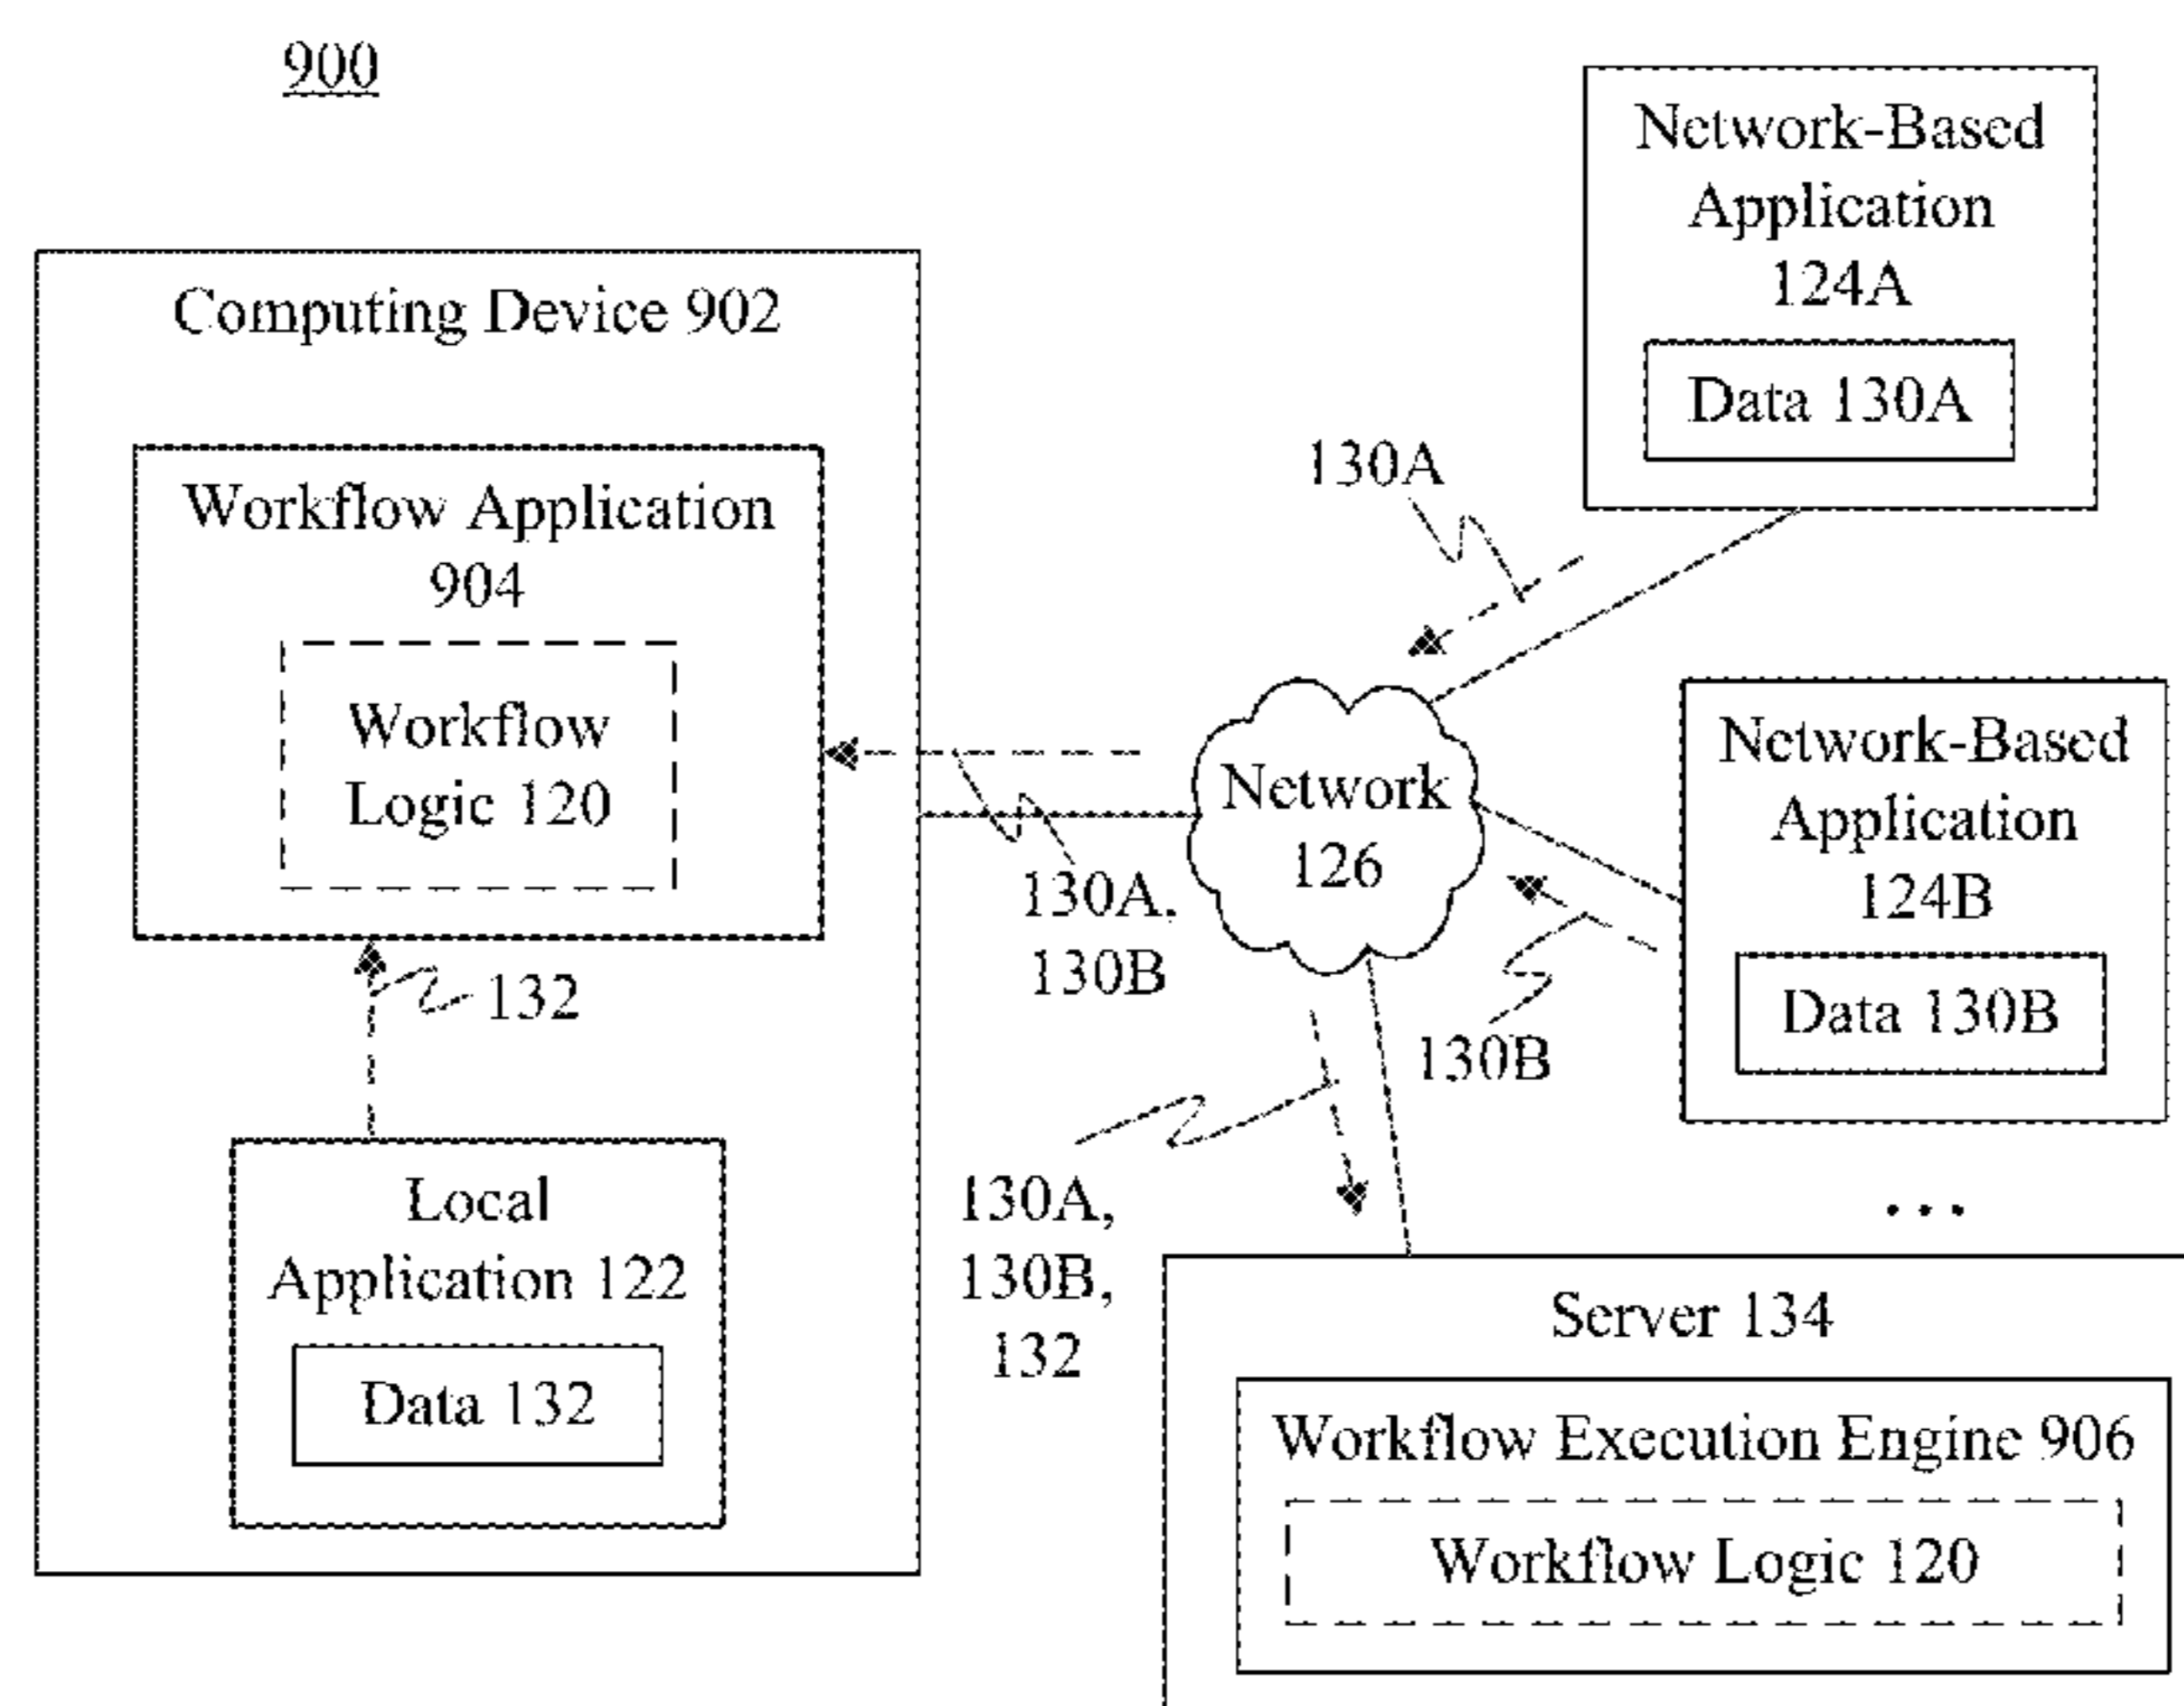 900
Computing Device 902
Workflow Application
904
Workflow
Logic 120
132
Local
Application 122
Data 132
Network-Based
Application
124A
Data 130A
130A
Network
126
130A,
130B
Network-Based
Application
124B
Data 130B
130B
130A,
130B,
132
...
Server 134
Workflow Execution Engine 906
Workflow Logic 120